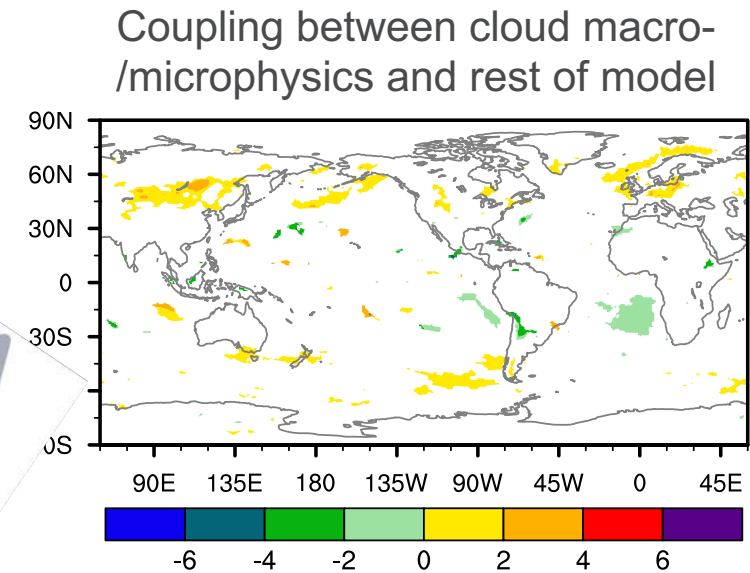 Coupling between cloud macro-
/microphysics and rest of model
90N
60N
30N
0
30S
0S
90E 135E 180 135W 90W 45W 0 45E
-6 -4 -2 0 2 4 6